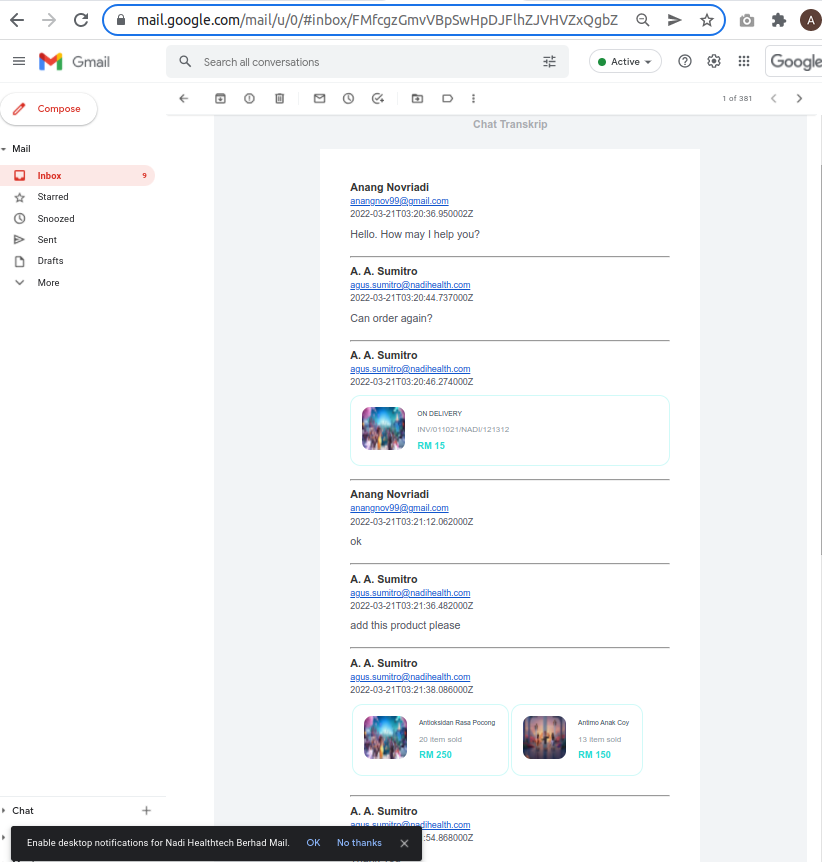 mail.google.com/mail/u/0/#inbox/FMfcgzGmvVBpSwHpDJFlhZJVHVZxQgbZ
A
Gmail
Search all conversations
Active
Google
Compose
1 of 381
Mail
Inbox 9
Starred
Snoozed
Sent
Drafts
More
Chat Transkrip
Anang Novriadi
anangnov99@gmail.com
2022-03-21T03:20:36.950002Z
Hello. How may I help you?
A. A. Sumitro
agus.sumitro@nadihealth.com
2022-03-21T03:20:44.737000Z
Can order again?
A. A. Sumitro
agus.sumitro@nadihealth.com
2022-03-21T03:20:46.274000Z
ON DELIVERY
INV/011021/NADI/121312
RM 15
Anang Novriadi
anangnov99@gmail.com
2022-03-21T03:21:12.062000Z
ok
A. A. Sumitro
agus.sumitro@nadihealth.com
2022-03-21T03:21:36.482000Z
add this product please
A. A. Sumitro
agus.sumitro@nadihealth.com
2022-03-21T03:21:38.086000Z
Antioksidan Rasa Pocong
20 item sold
RM 250
Antimo Anak Coy
13 item sold
RM 150
A. A. Sumitro
agus.sumitro@nadihealth.com
:54.868000Z
Chat
Enable desktop notifications for Nadi Healthtech Berhad Mail. OK No thanks